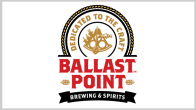 DEDICATED TO THE CRAFT
BALLAST
POINT
BREWING & SPIRITS